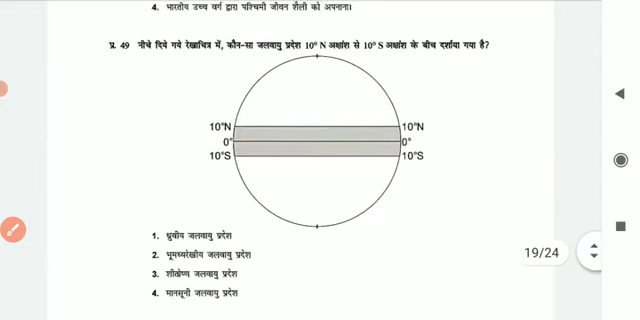 4. भारतीय उच्च वर्ग द्वारा पश्चिमी जीवन शैली को अपनाना।
प्र. 49 नीचे दिये गये रेखाचित्र में, कौन-सा जलवायु प्रदेश 10° N अक्षांश से 10° S अक्षांश के बीच दर्शाया गया है?
10°N 10°N
0° 0°
10°S 10°S
1. ध्रुवीय जलवायु प्रदेश
2. भूमध्यरेखीय जलवायु प्रदेश
19/24
3. शीतोष्ण जलवायु प्रदेश
4. मानसूनी जलवायु प्रदेश